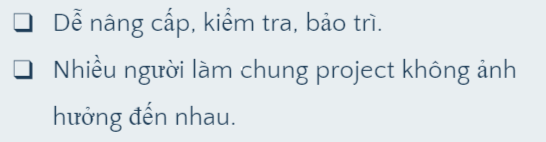 ❑ Dễ nâng cấp, kiểm tra, bảo trì.
❑ Nhiều người làm chung project không ảnh
hưởng đến nhau.